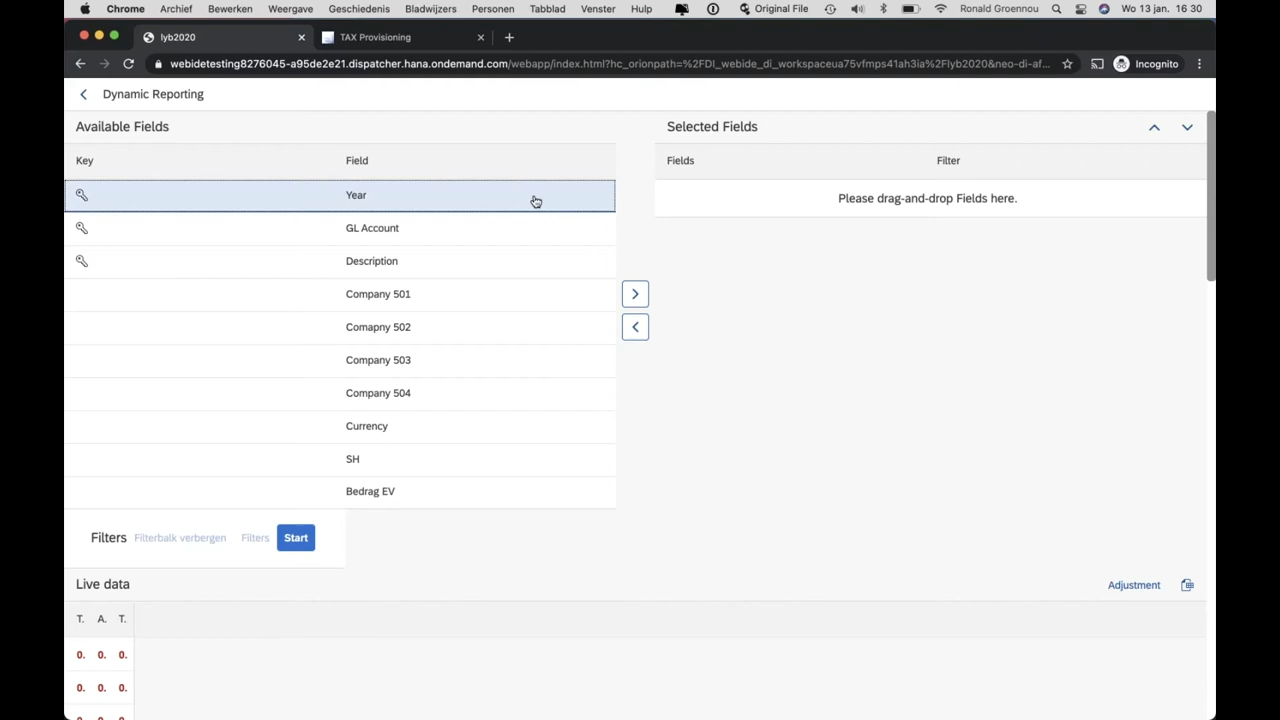 Chrome Archief Bewerken Weergave Geschiedenis Bladwijzers Personen Tabblad Venster Hulp Original File Ronald Groennou Wo 13 jan. 16 30
lyb2020 TAX Provisioning
webidetesting8276045-a95de2e21.dispatcher.hana.ondemand.com/webapp/index.html?hc_orionpath=%2FDI_webide_di_workspaceua75vfmps41ah3ia%2Flyb2020&neo-di-af... Incognito
Dynamic Reporting
Available Fields Selected Fields
Key Field Fields Filter
Year Please drag-and-drop Fields here.
GL Account
Description
Company 501
Comapny 502
Company 503
Company 504
Currency
SH
Bedrag EV
Filters Filterbalk verbergen Filters Start
Live data Adjustment
T. A. T.
0. 0. 0.
0. 0. 0.
0. 0. 0.